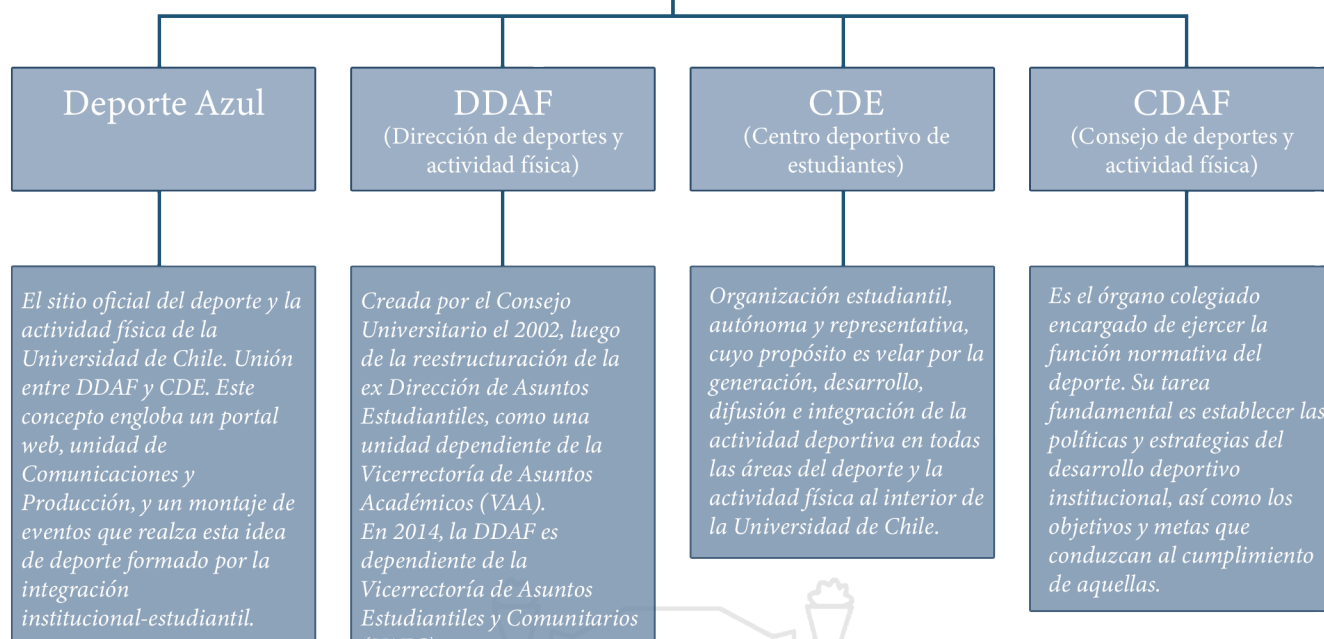 Deporte Azul
El sitio oficial del deporte y la
actividad física de la
Universidad de Chile. Unión
entre DDAF y CDE. Este
concepto engloba un portal
web, unidad de
Comunicaciones y
Producción, y un montaje de
eventos que realza esta idea
de deporte formado por la
integración
institucional-estudiantil.
DDAF
(Dirección de deportes y
actividad física)
Creada por el Consejo
Universitario el 2002, luego
de la reestructuración de la
ex Dirección de Asuntos
Estudiantiles, como una
unidad dependiente de la
Vicerrectoría de Asuntos
Académicos (VAA).
En 2014, la DDAF es
dependiente de la
Vicerrectoría de Asuntos
Estudiantiles y Comunitarios
CDE
(Centro deportivo de
estudiantes)
Organización estudiantil,
autónoma y representativa,
cuyo propósito es velar por la
generación, desarrollo,
difusión e integración de la
actividad deportiva en todas
las áreas del deporte y la
actividad física al interior de
la Universidad de Chile.
CDAF
(Consejo de deportes y
actividad física)
Es el órgano colegiado
encargado de ejercer la
función normativa del
deporte. Su tarea
fundamental es establecer las
políticas y estrategias del
desarrollo deportivo
institucional, así como los
objetivos y metas que
conduzcan al cumplimiento
de aquellas.